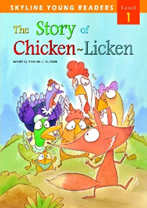 SKYLINE YOUNG READERS
Level
1
The Story of
Chicken~Licken